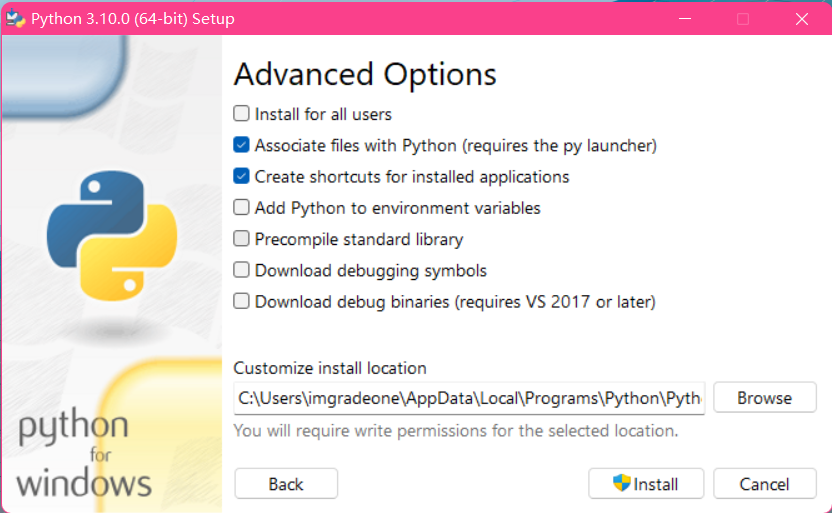 Python 3.10.0 (64-bit) Setup
Advanced Options
Install for all users
Associate files with Python (requires the py launcher)
Create shortcuts for installed applications
Add Python to environment variables
Precompile standard library
Download debugging symbols
Download debug binaries (requires VS 2017 or later)
Customize install location
C:\Users\imgradeone\AppData\Local\Programs\Python\Pyth
Browse
You will require write permissions for the selected location.
python
for
windows
Back
Install
Cancel